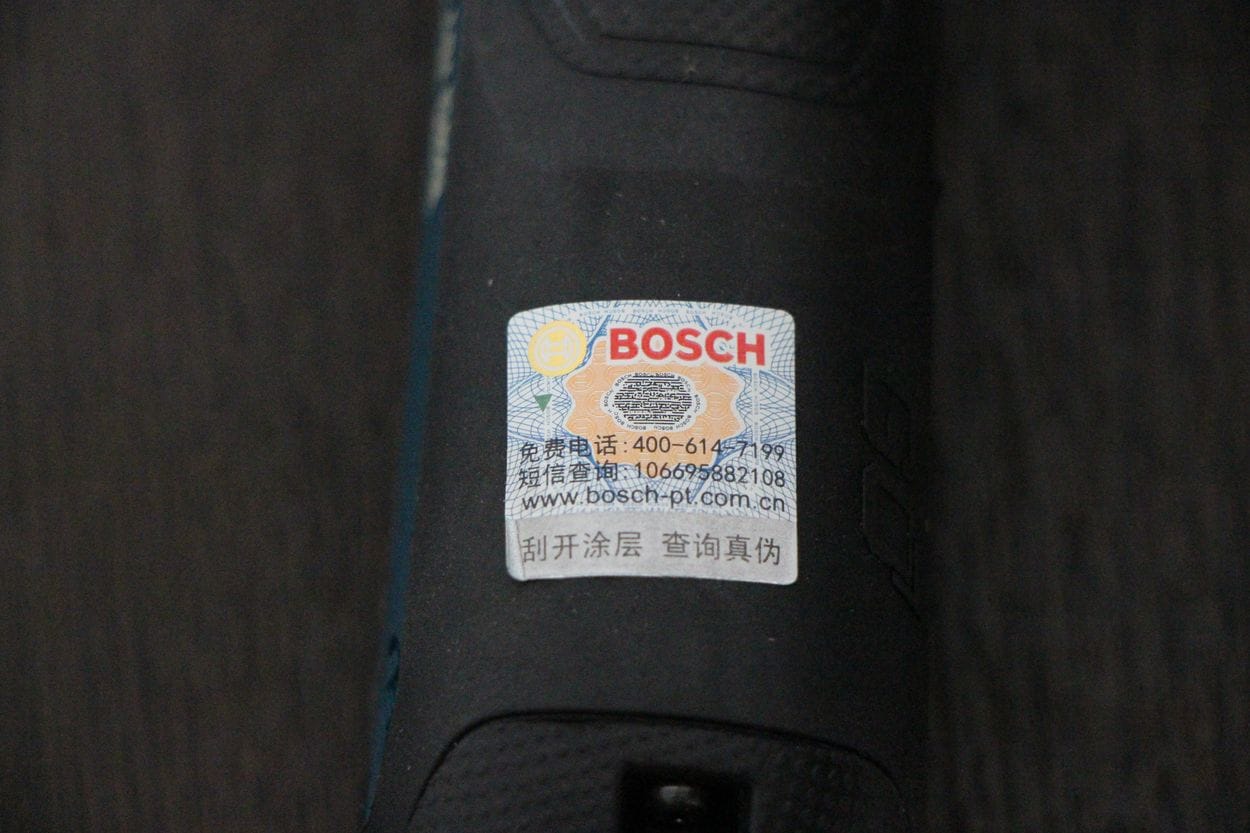 BOSCH
免费电话:400-614-7199
短信查询:106695882108
www.bosch-pt.com.cn
刮开涂层 查询真伪